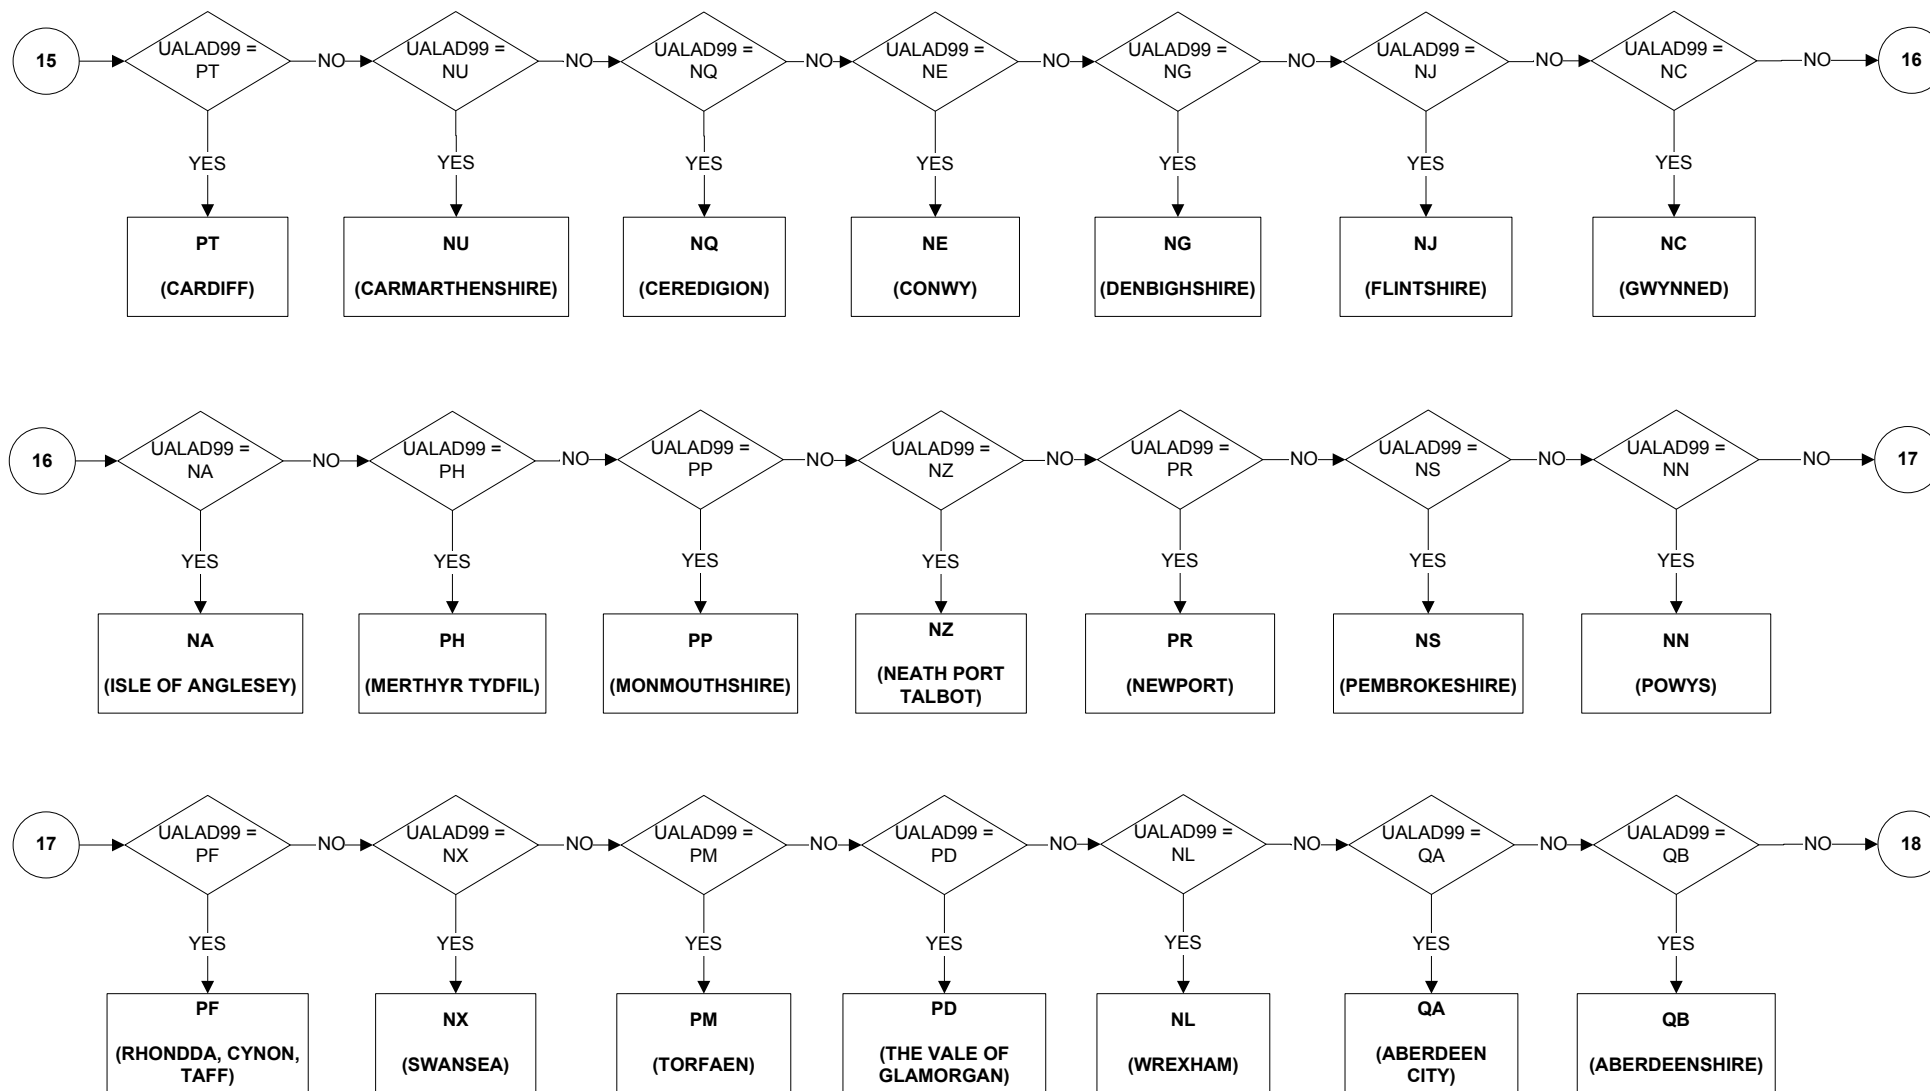 15
UALAD99 =
PT
NO
UALAD99 =
NU
NO
UALAD99 =
NQ
NO
UALAD99 =
NE
NO
UALAD99 =
NG
NO
UALAD99 =
NJ
NO
UALAD99 =
NC
NO
16
YES
YES
YES
YES
YES
YES
YES
PT
(CARDIFF)
NU
(CARMARTHENSHIRE)
NQ
(CEREDIGION)
NE
(CONWY)
NG
(DENBIGHSHIRE)
NJ
(FLINTSHIRE)
NC
(GWYNNED)
16
UALAD99 =
NA
NO
UALAD99 =
PH
NO
UALAD99 =
PP
NO
UALAD99 =
NZ
NO
UALAD99 =
PR
NO
UALAD99 =
NS
NO
UALAD99 =
NN
NO
17
YES
YES
YES
YES
YES
YES
YES
NA
(ISLE OF ANGLESEY)
PH
(MERTHYR TYDFIL)
PP
(MONMOUTHSHIRE)
NZ
(NEATH PORT
TALBOT)
PR
(NEWPORT)
NS
(PEMBROKESHIRE)
NN
(POWYS)
17
UALAD99 =
PF
NO
UALAD99 =
NX
NO
UALAD99 =
PM
NO
UALAD99 =
PD
NO
UALAD99 =
NL
NO
UALAD99 =
QA
NO
UALAD99 =
QB
NO
18
YES
YES
YES
YES
YES
YES
YES
PF
(RHONDDA, CYNON,
TAFF)
NX
(SWANSEA)
PM
(TORFAEN)
PD
(THE VALE OF
GLAMORGAN)
NL
(WREXHAM)
QA
(ABERDEEN
CITY)
QB
(ABERDEENSHIRE)